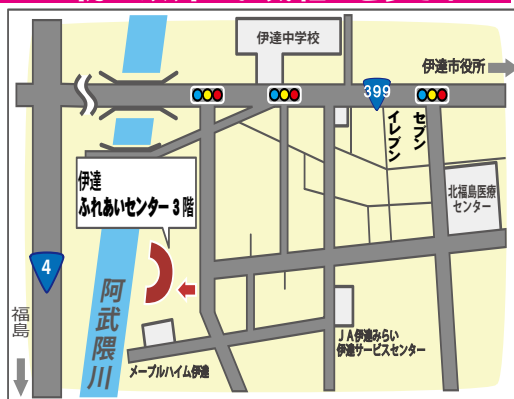 伊達中学校
伊達市役所
399
セブン
イレブン
伊達
ふれあいセンター 3 階
北福島医療
センター
4
阿武隈川
福島
JA伊達みらい
伊達サービスセンター
メープルハイム伊達